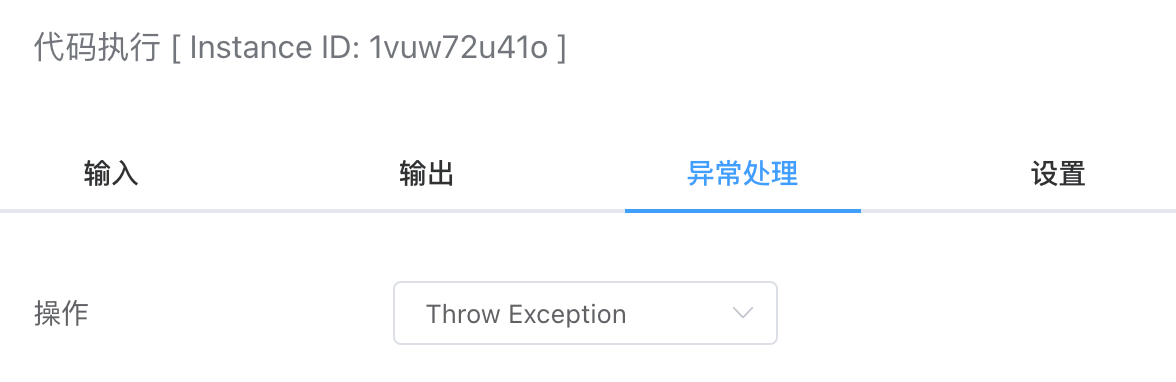 代码执行 [ Instance ID: 1vuw72u41o ]
输入 输出 异常处理 设置
操作 Throw Exception